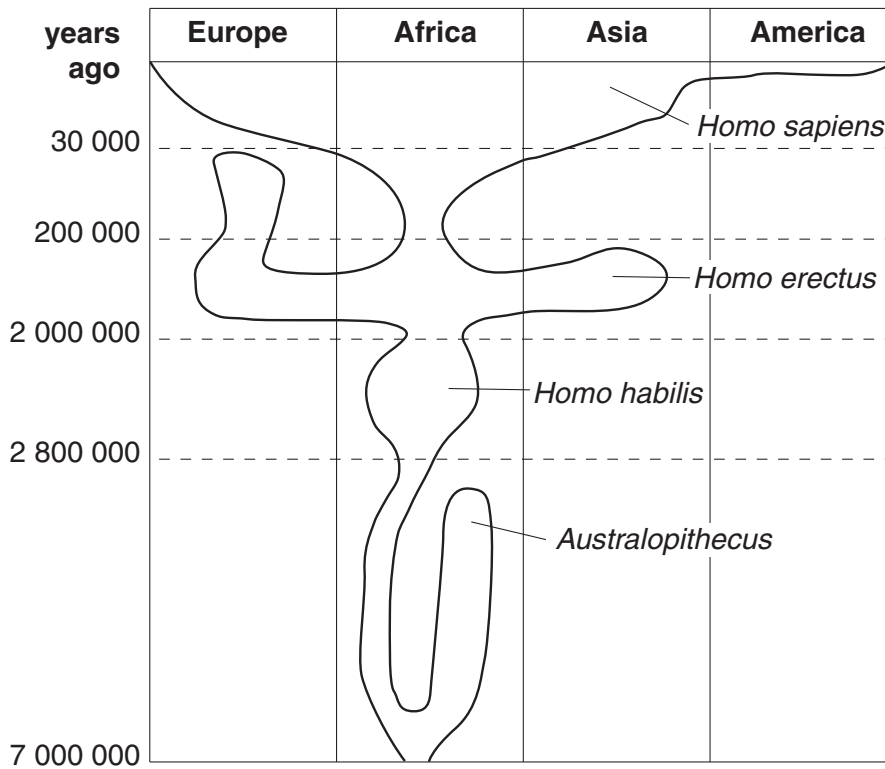 years
ago
Europe
Africa
Asia
America
Homo sapiens
30 000
200 000
Homo erectus
2 000 000
Homo habilis
2 800 000
Australopithecus
7 000 000